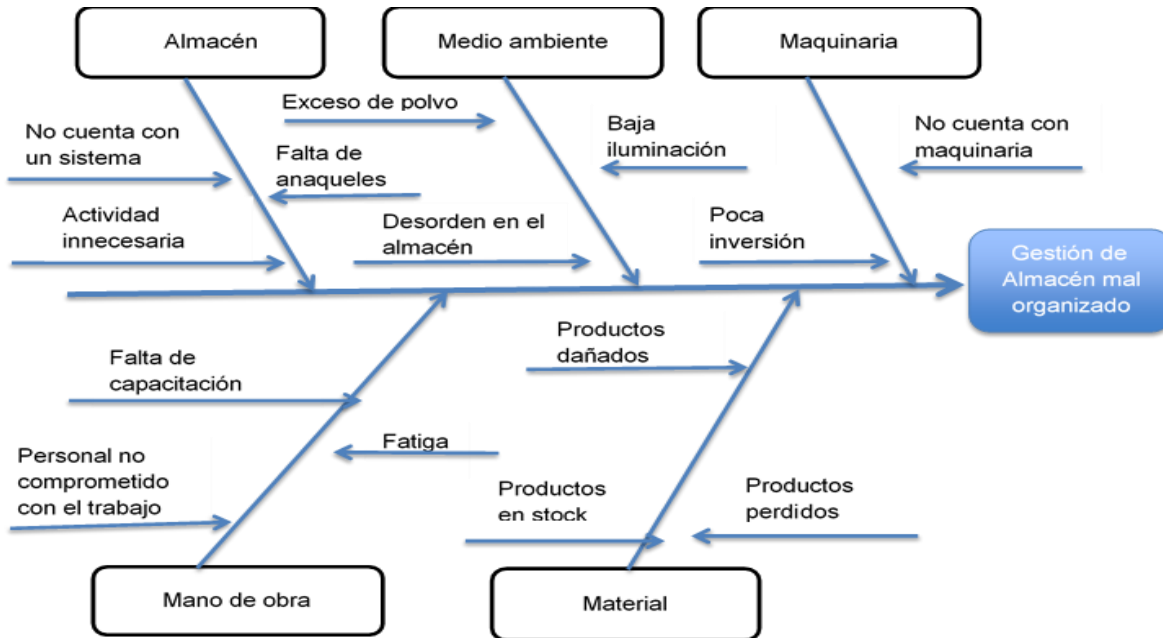 Almacén
Medio ambiente
Maquinaria
Exceso de polvo
No cuenta con
un sistema
Falta de
anaqueles
Baja
iluminación
No cuenta con
maquinaria
Actividad
innecesaria
Desorden en el
almacén
Poca
inversión
Gestión de
Almacén mal
organizado
Falta de
capacitación
Productos
dañados
Personal no
comprometido
con el trabajo
Fatiga
Productos
en stock
Productos
perdidos
Mano de obra
Material